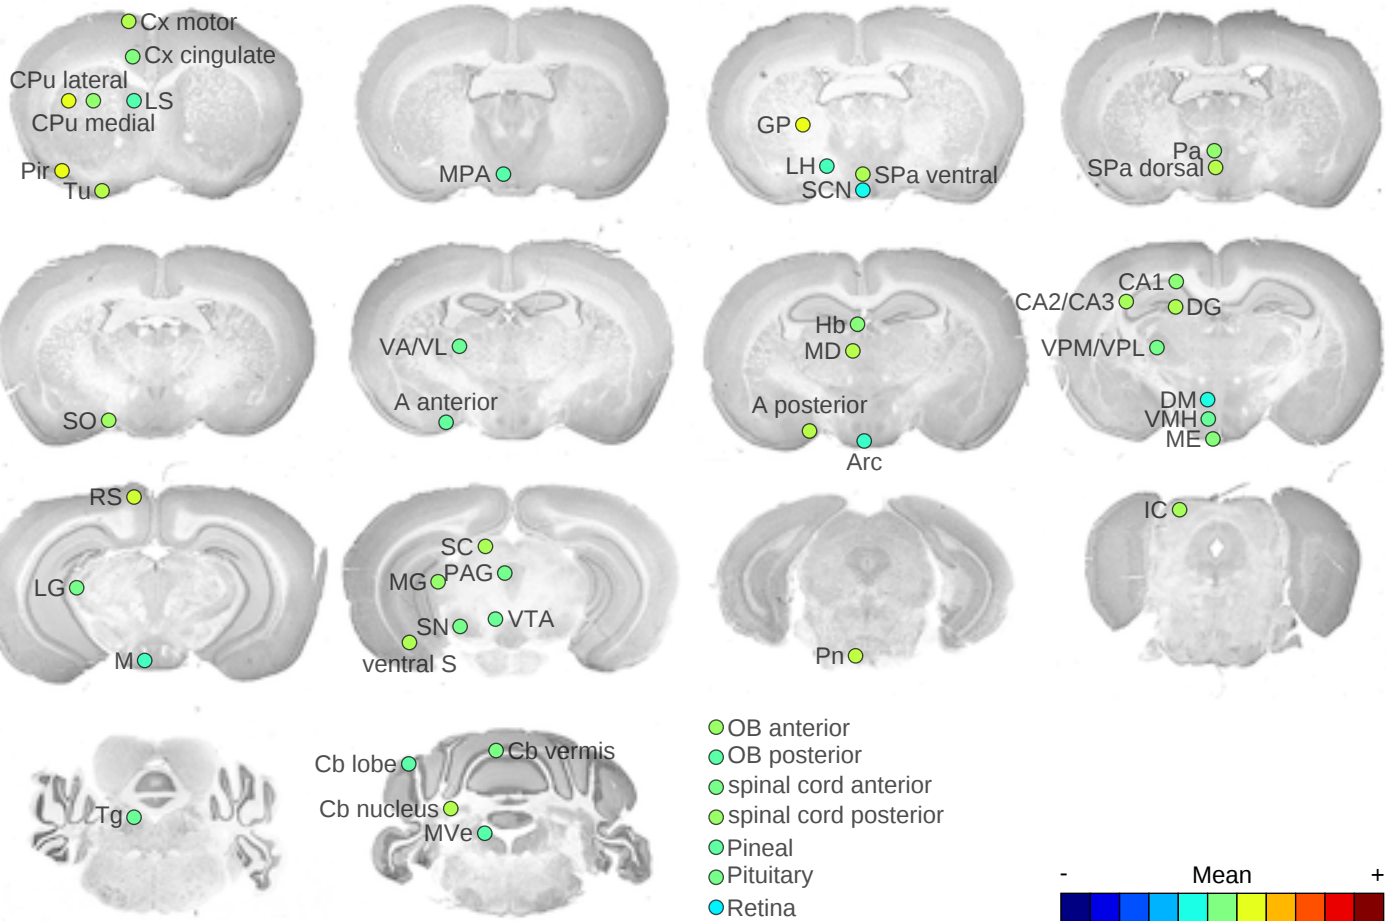 Cx motor
Cx cingulate
CPu lateral
LS
CPu medial
Pir
Tu
MPA
GP
LH
SPa ventral
SCN
Pa
SPa dorsal
SO
VA/VL
A anterior
Hb
MD
A posterior
Arc
CA1
CA2/CA3
DG
VPM/VPL
DM
VMH
ME
RS
LG
M
SC
MG
PAG
SN
VTA
ventral S
Pn
IC
Tg
Cb lobe
Cb vermis
Cb nucleus
MVe
OB anterior
OB posterior
spinal cord anterior
spinal cord posterior
Pineal
Pituitary
Retina
- Mean +